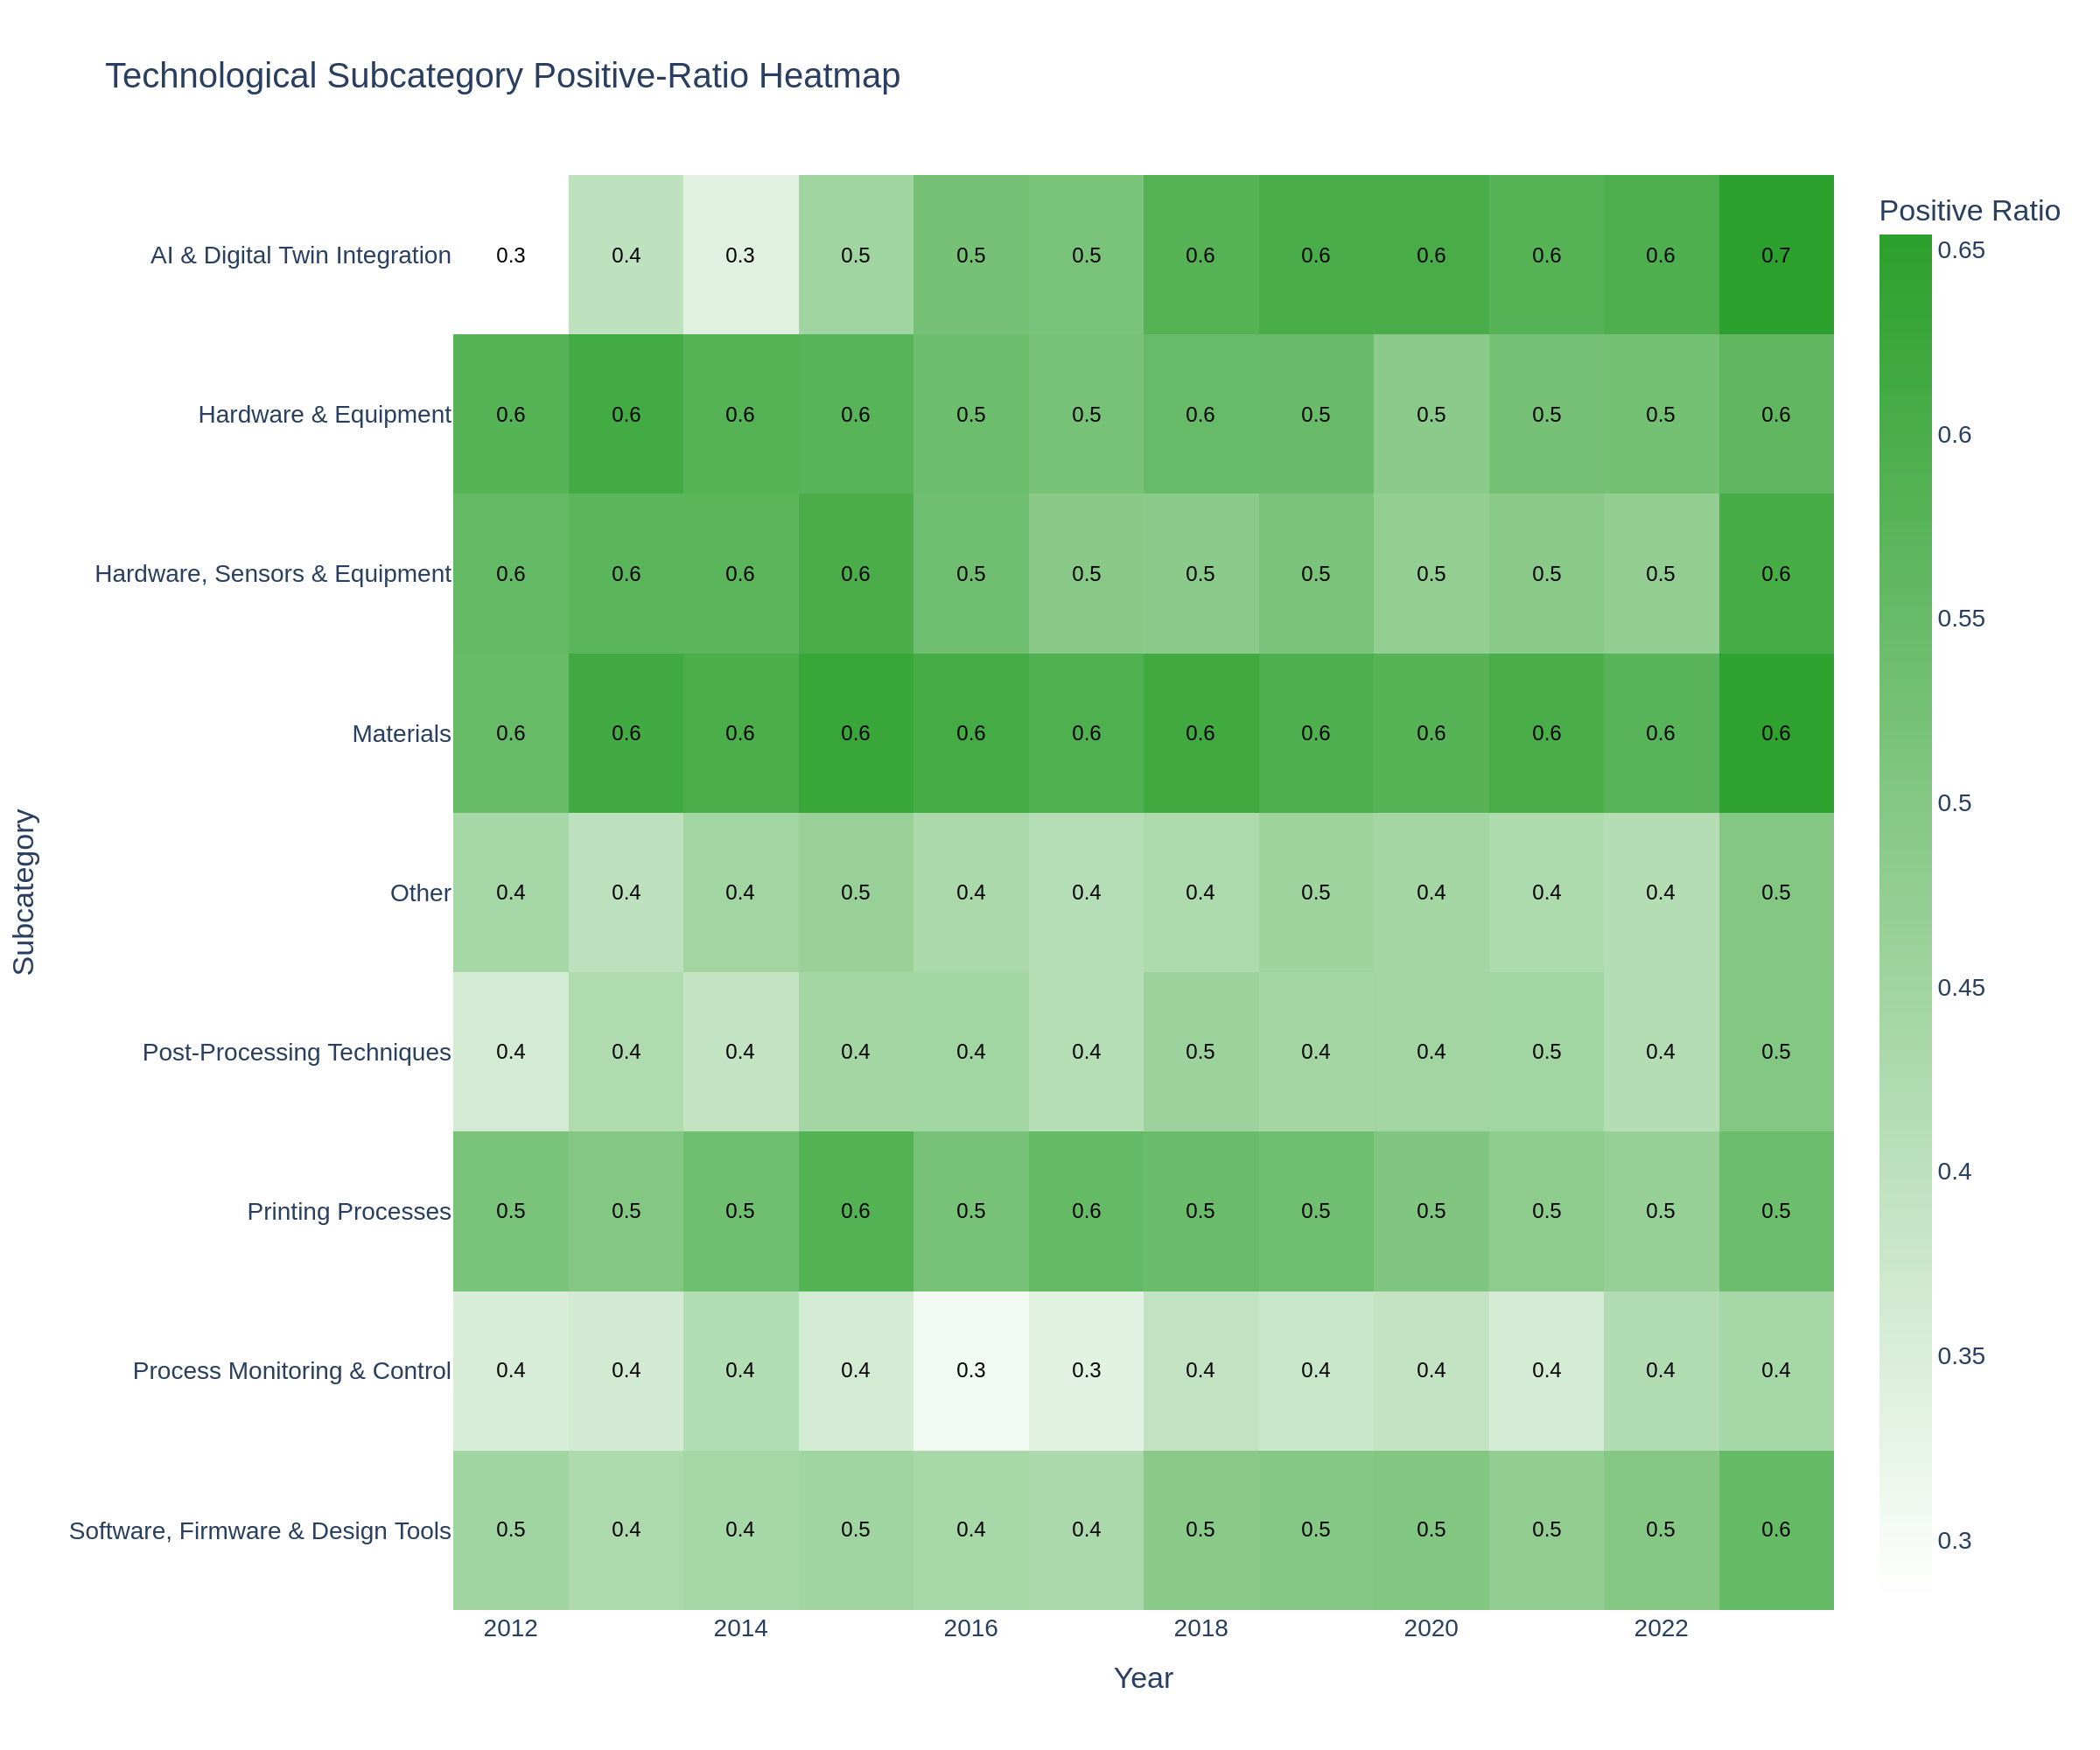 Technological Subcategory Positive-Ratio Heatmap
Positive Ratio
AI & Digital Twin Integration 0.3 0.4 0.3 0.5 0.5 0.5 0.6 0.6 0.6 0.6 0.6 0.7
Hardware & Equipment 0.6 0.6 0.6 0.6 0.5 0.5 0.6 0.5 0.5 0.5 0.5 0.6
Hardware, Sensors & Equipment 0.6 0.6 0.6 0.6 0.5 0.5 0.5 0.5 0.5 0.5 0.5 0.6
Materials 0.6 0.6 0.6 0.6 0.6 0.6 0.6 0.6 0.6 0.6 0.6 0.6
Other 0.4 0.4 0.4 0.5 0.4 0.4 0.4 0.5 0.4 0.4 0.4 0.5
Post-Processing Techniques 0.4 0.4 0.4 0.4 0.4 0.4 0.5 0.4 0.4 0.5 0.4 0.5
Printing Processes 0.5 0.5 0.5 0.6 0.5 0.6 0.5 0.5 0.5 0.5 0.5 0.5
Process Monitoring & Control 0.4 0.4 0.4 0.4 0.3 0.3 0.4 0.4 0.4 0.4 0.4 0.4
Software, Firmware & Design Tools 0.5 0.4 0.4 0.5 0.4 0.4 0.5 0.5 0.5 0.5 0.5 0.6
2012 2014 2016 2018 2020 2022
Year
Subcategory
0.65
0.6
0.55
0.5
0.45
0.4
0.35
0.3